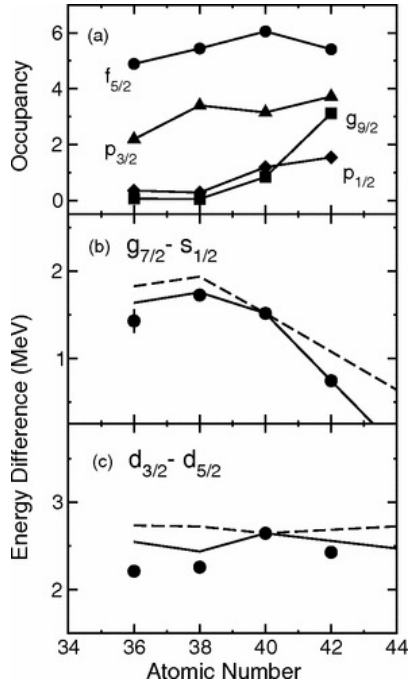 (a)
6
4
2
0
Occupancy
f5/2
p3/2
g9/2
p1/2
(b) g7/2 - s1/2
2
1
Energy Difference (MeV)
(c) d3/2 - d5/2
3
2
34 36 38 40 42 44
Atomic Number